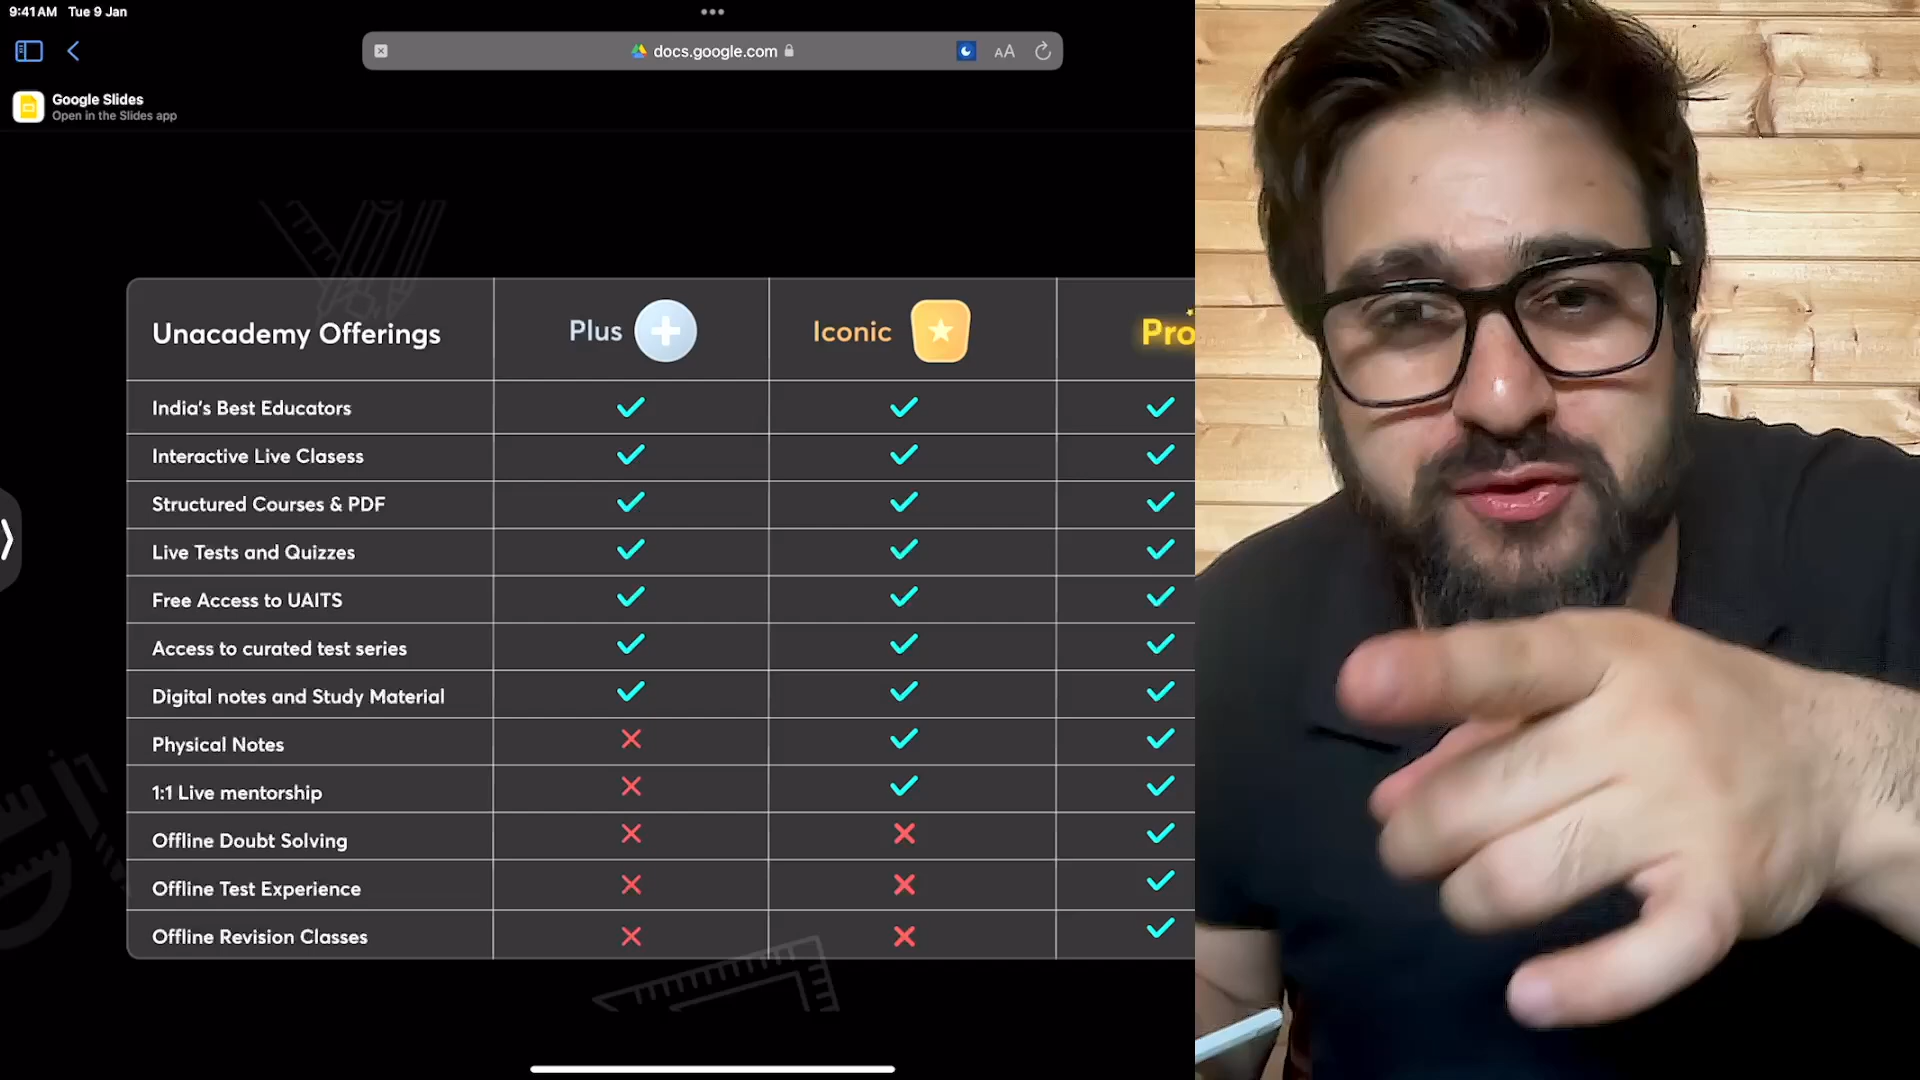 9:41 AM Tue 9 Jan
docs.google.com
AA
Google Slides
Open in the Slides app
Unacademy Offerings Plus Iconic Pro
India's Best Educators
Interactive Live Clasess
Structured Courses & PDF
Live Tests and Quizzes
Free Access to UAITS
Access to curated test series
Digital notes and Study Material
Physical Notes
1:1 Live mentorship
Offline Doubt Solving
Offline Test Experience
Offline Revision Classes